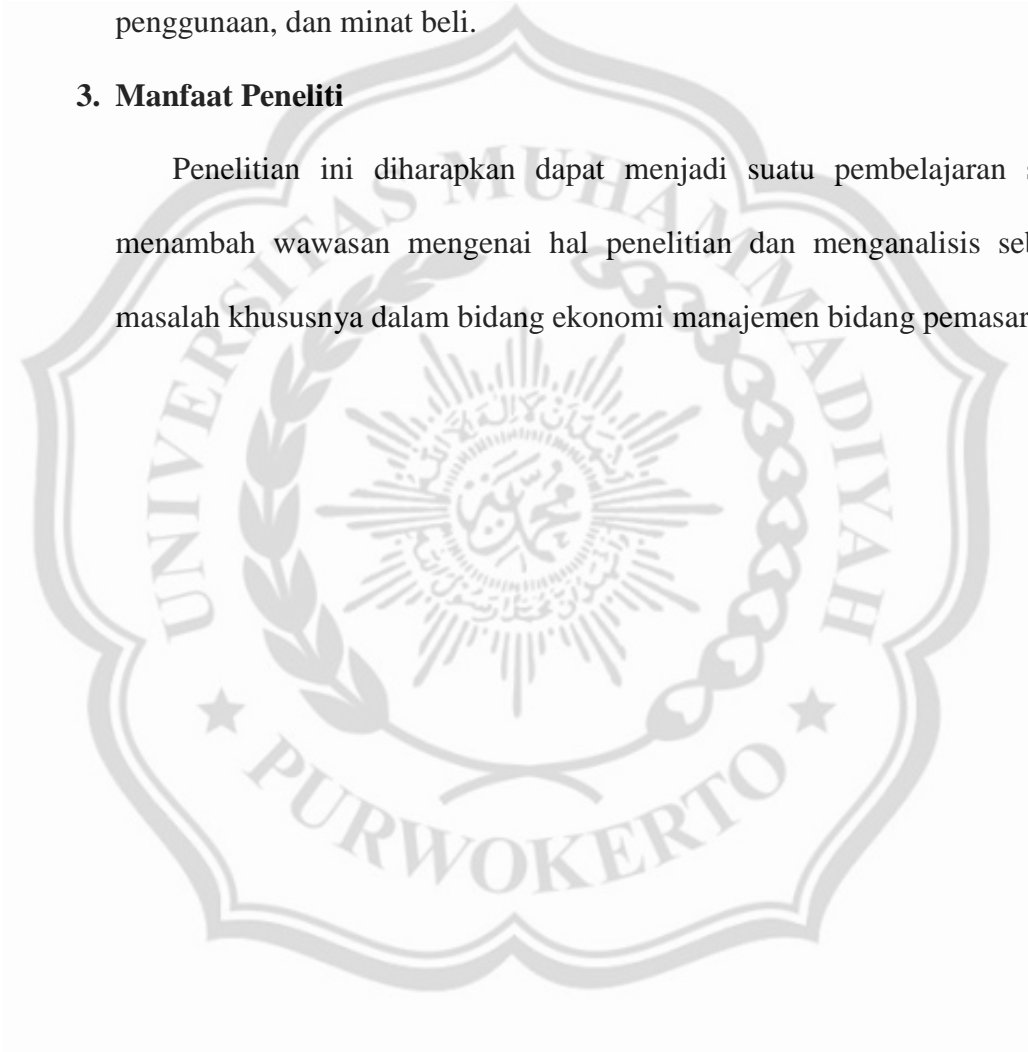 penggunaan, dan minat beli.
3. Manfaat Peneliti
Penelitian ini diharapkan dapat menjadi suatu pembelajaran
menambah wawasan mengenai hal penelitian dan menganalisis
masalah khususnya dalam bidang ekonomi manajemen bidang
UNIVERSITAS MUHAMMADIYAH
PURWOKERTO